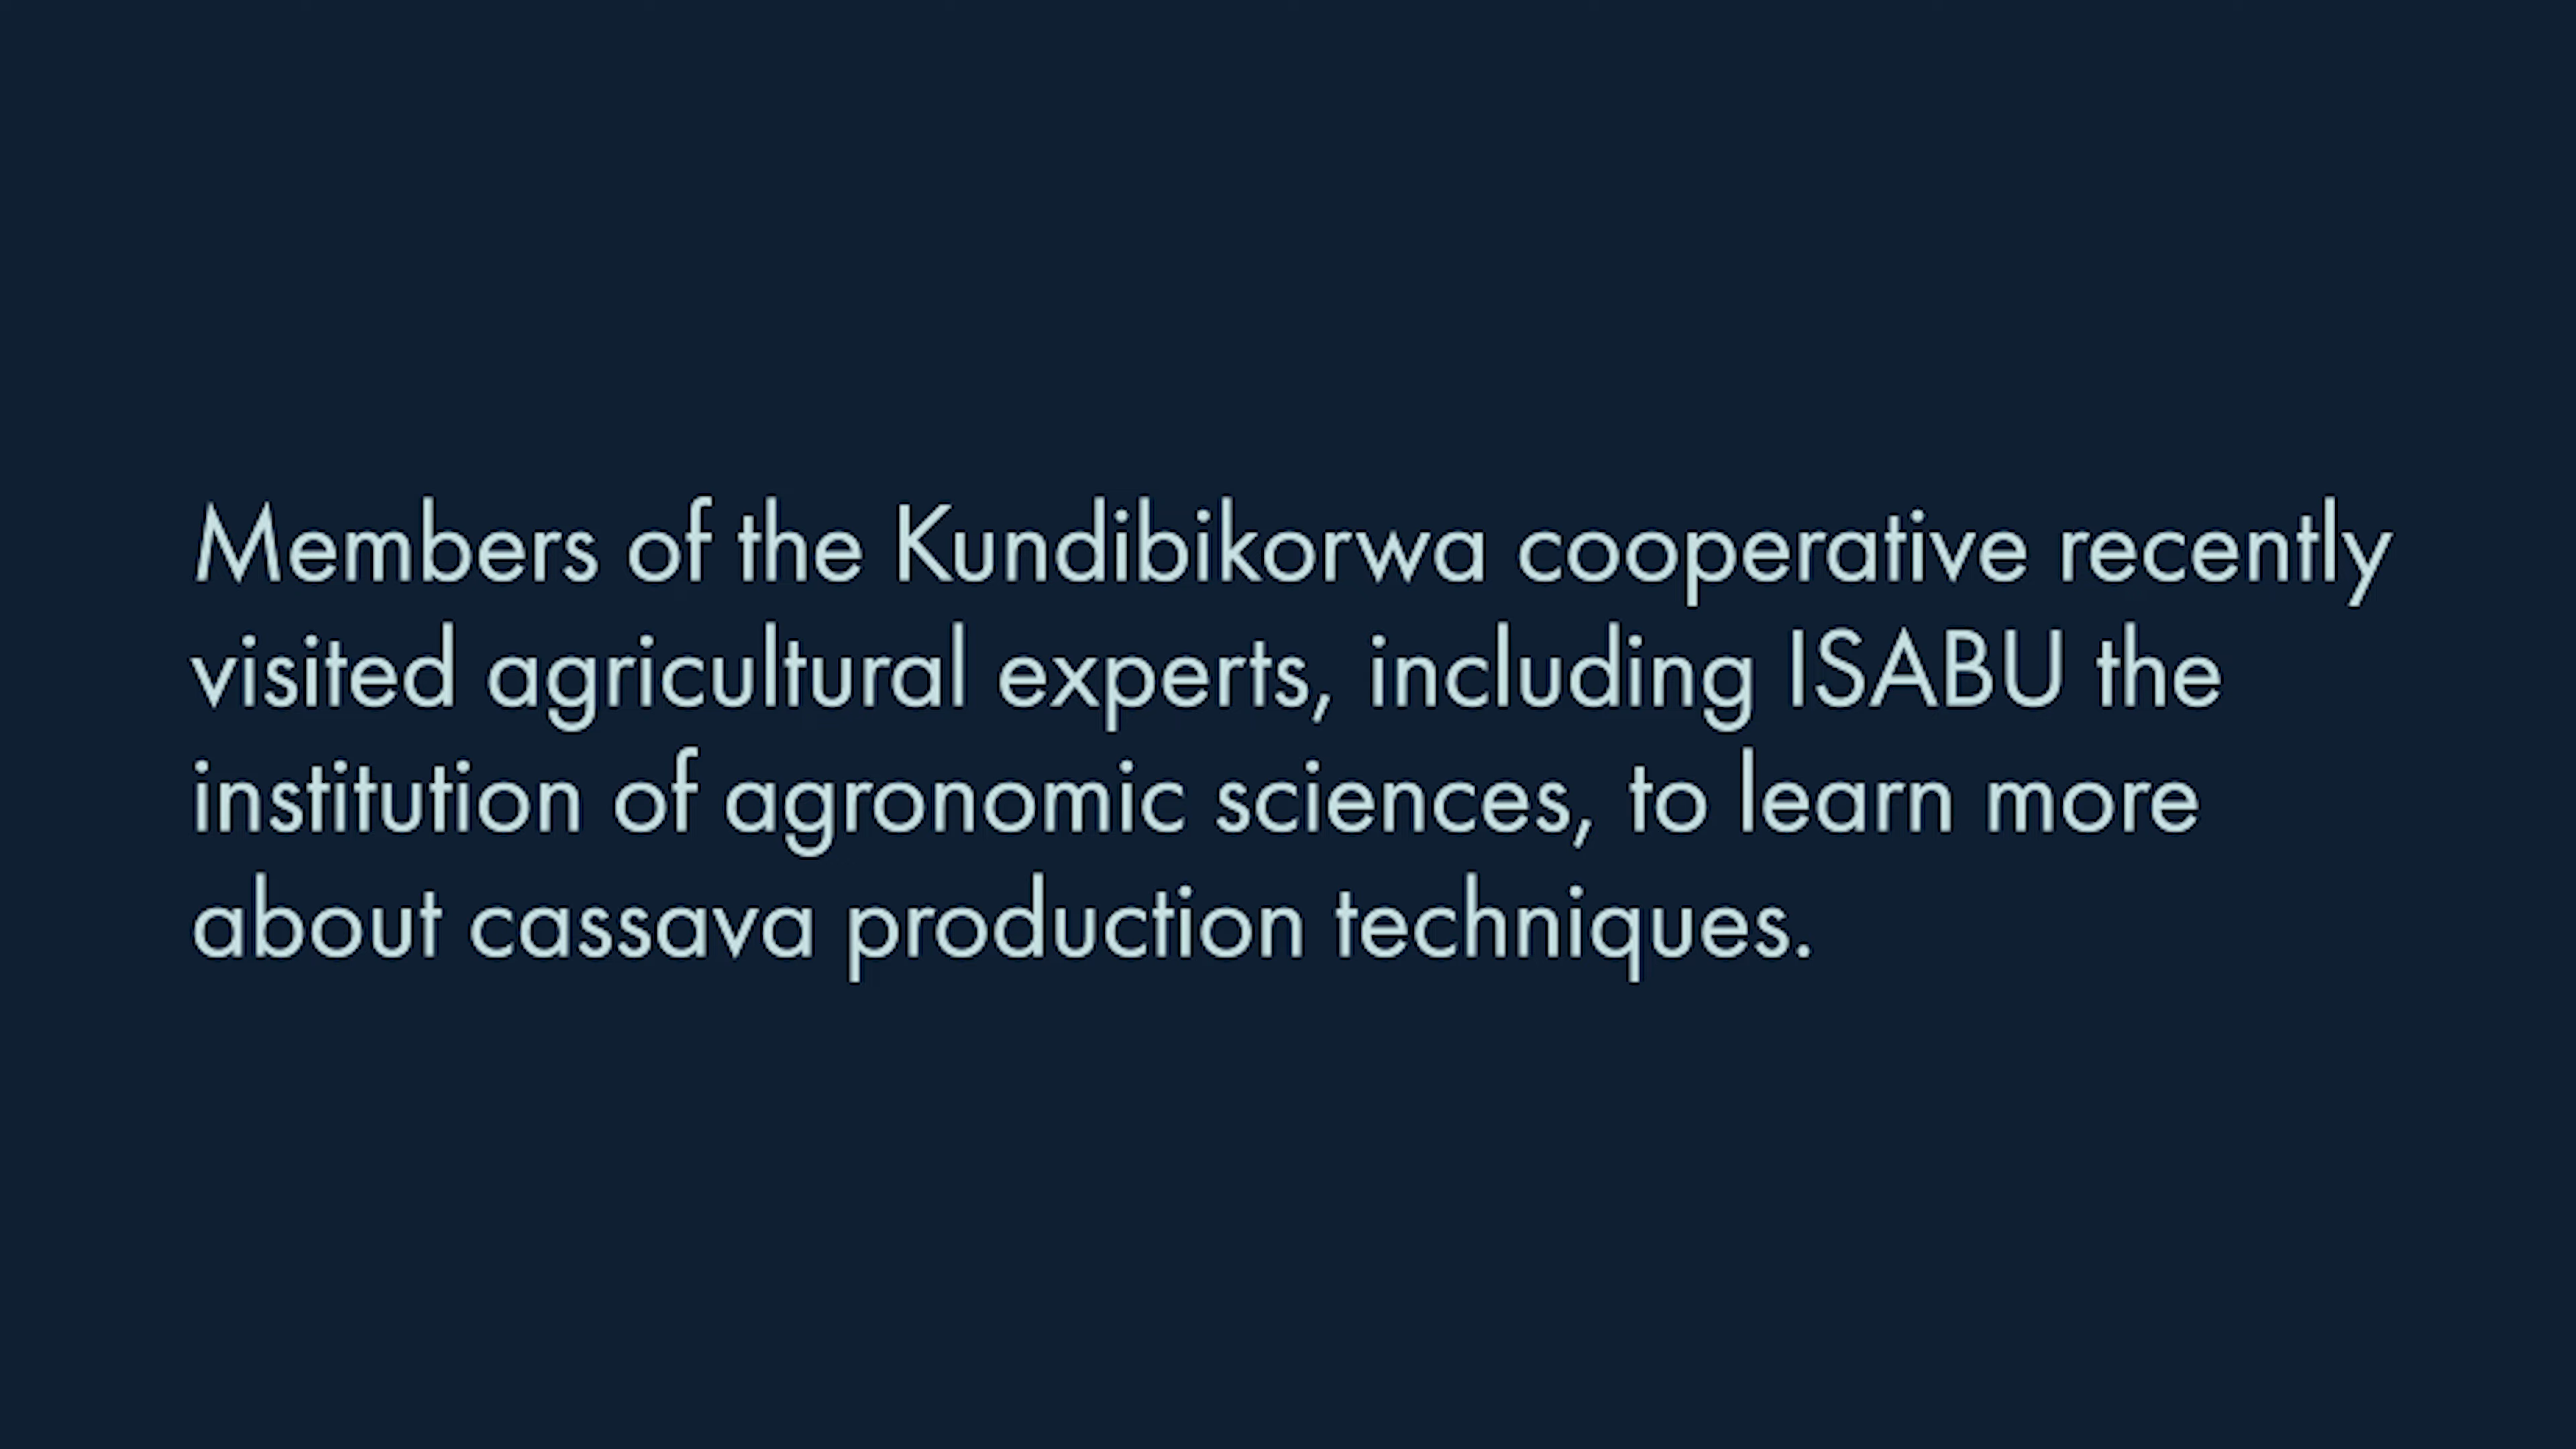 Members of the Kundibikorwa cooperative recently
visited agricultural experts, including ISABU the
institution of agronomic sciences, to learn more
about cassava production techniques.